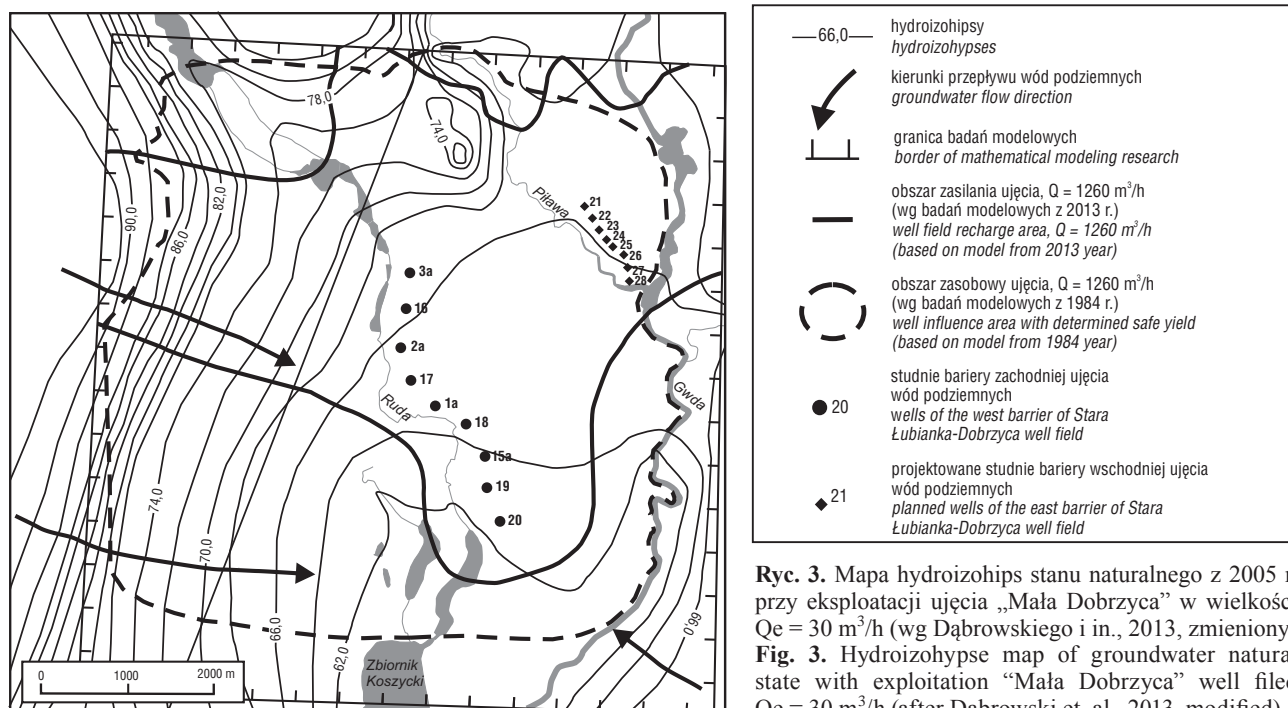 78,0
74,0
82,0
90,0
86,0
Piława
21
22
23
24
25
26
27
28
3a
16
2a
17
1a
Ruda
18
Gwda
15a
19
20
74,0
70,0
66,0
62,0
66,0
Zbiornik
Koszycki
0 1000 2000 m
66,0
hydroizohipsy
hydroizohypses
kierunki przepływu wód podziemnych
groundwater flow direction
granica badań modelowych
border of mathematical modeling research
obszar zasilania ujęcia, Q = 1260 m³/h
(wg badań modelowych z 2013 r.)
well field recharge area, Q = 1260 m³/h
(based on model from 2013 year)
obszar zasobowy ujęcia, Q = 1260 m³/h
(wg badań modelowych z 1984 r.)
well influence area with determined safe yield
(based on model from 1984 year)
20
studnie bariery zachodniej ujęcia
wód podziemnych
wells of the west barrier of Stara
Łubianka-Dobrzyca well field
21
projektowane studnie bariery wschodniej ujęcia
wód podziemnych
planned wells of the east barrier of Stara
Łubianka-Dobrzyca well field
Ryc. 3. Mapa hydroizohips stanu naturalnego z 2005 r
przy eksploatacji ujęcia „Mała Dobrzyca” w wielkośc
Qe = 30 m³/h (wg Dąbrowskiego i in., 2013, zmieniony
Fig. 3. Hydroizohypse map of groundwater natura
state with exploitation “Mała Dobrzyca” well filed
Qe = 30 m³/h (after Dąbrowski et. al., 2013, modified)